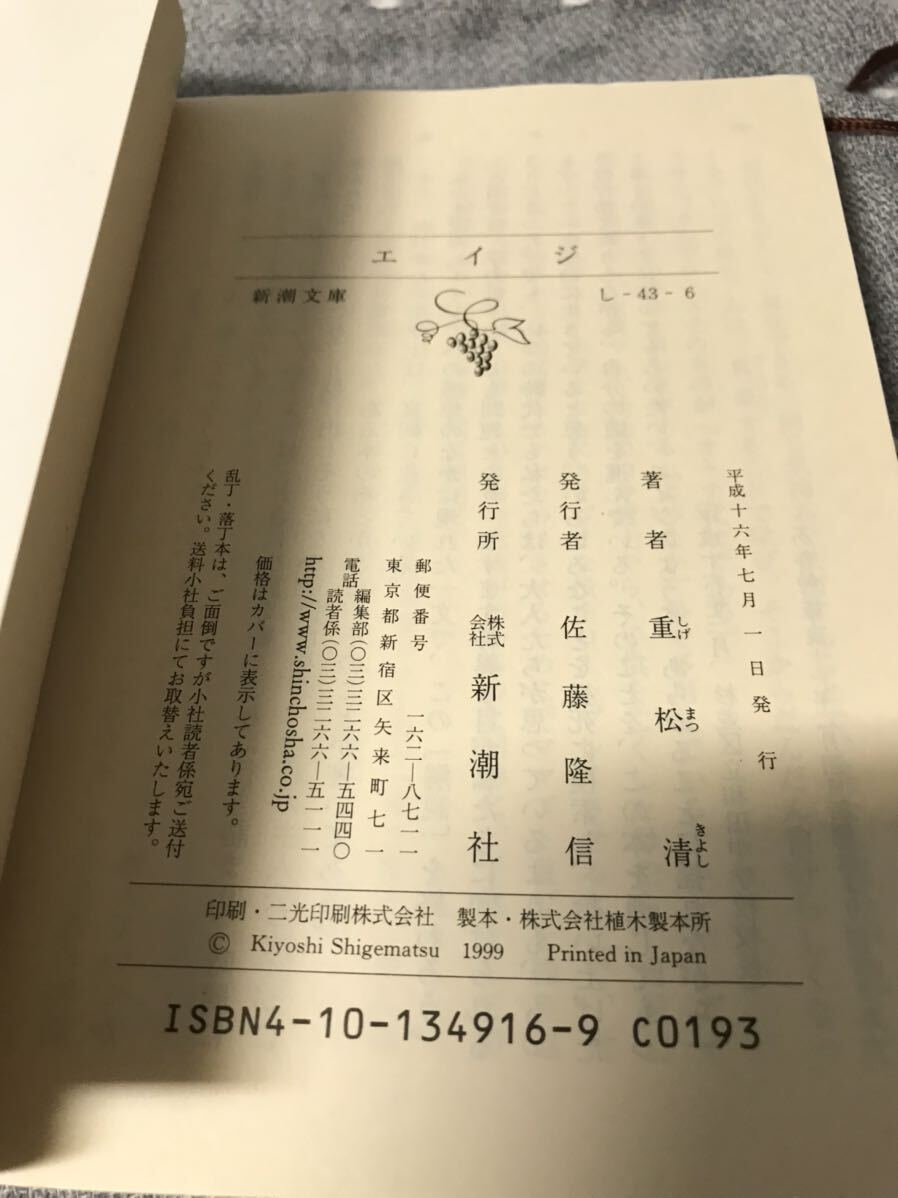 エイジ
新潮文庫 し-43-6
平成十六年七月一日発行
著者 重松清
しげ まつ きよし
発行者 佐藤隆信
発行所 株式会社 新潮社
郵便番号 一六二―八七一一
東京都新宿区矢来町七一
電話 編集部(〇三)三二六六―五四四〇
読者係(〇三)三二六六―五一一一
http://www.shinchosha.co.jp
価格はカバーに表示してあります。
乱丁・落丁本は、ご面倒ですが小社読者係宛ご送付
ください。送料小社負担にてお取替えいたします。
印刷・二光印刷株式会社 製本・株式会社植木製本所
© Kiyoshi Shigematsu 1999 Printed in Japan
ISBN4-10-134916-9 C0193